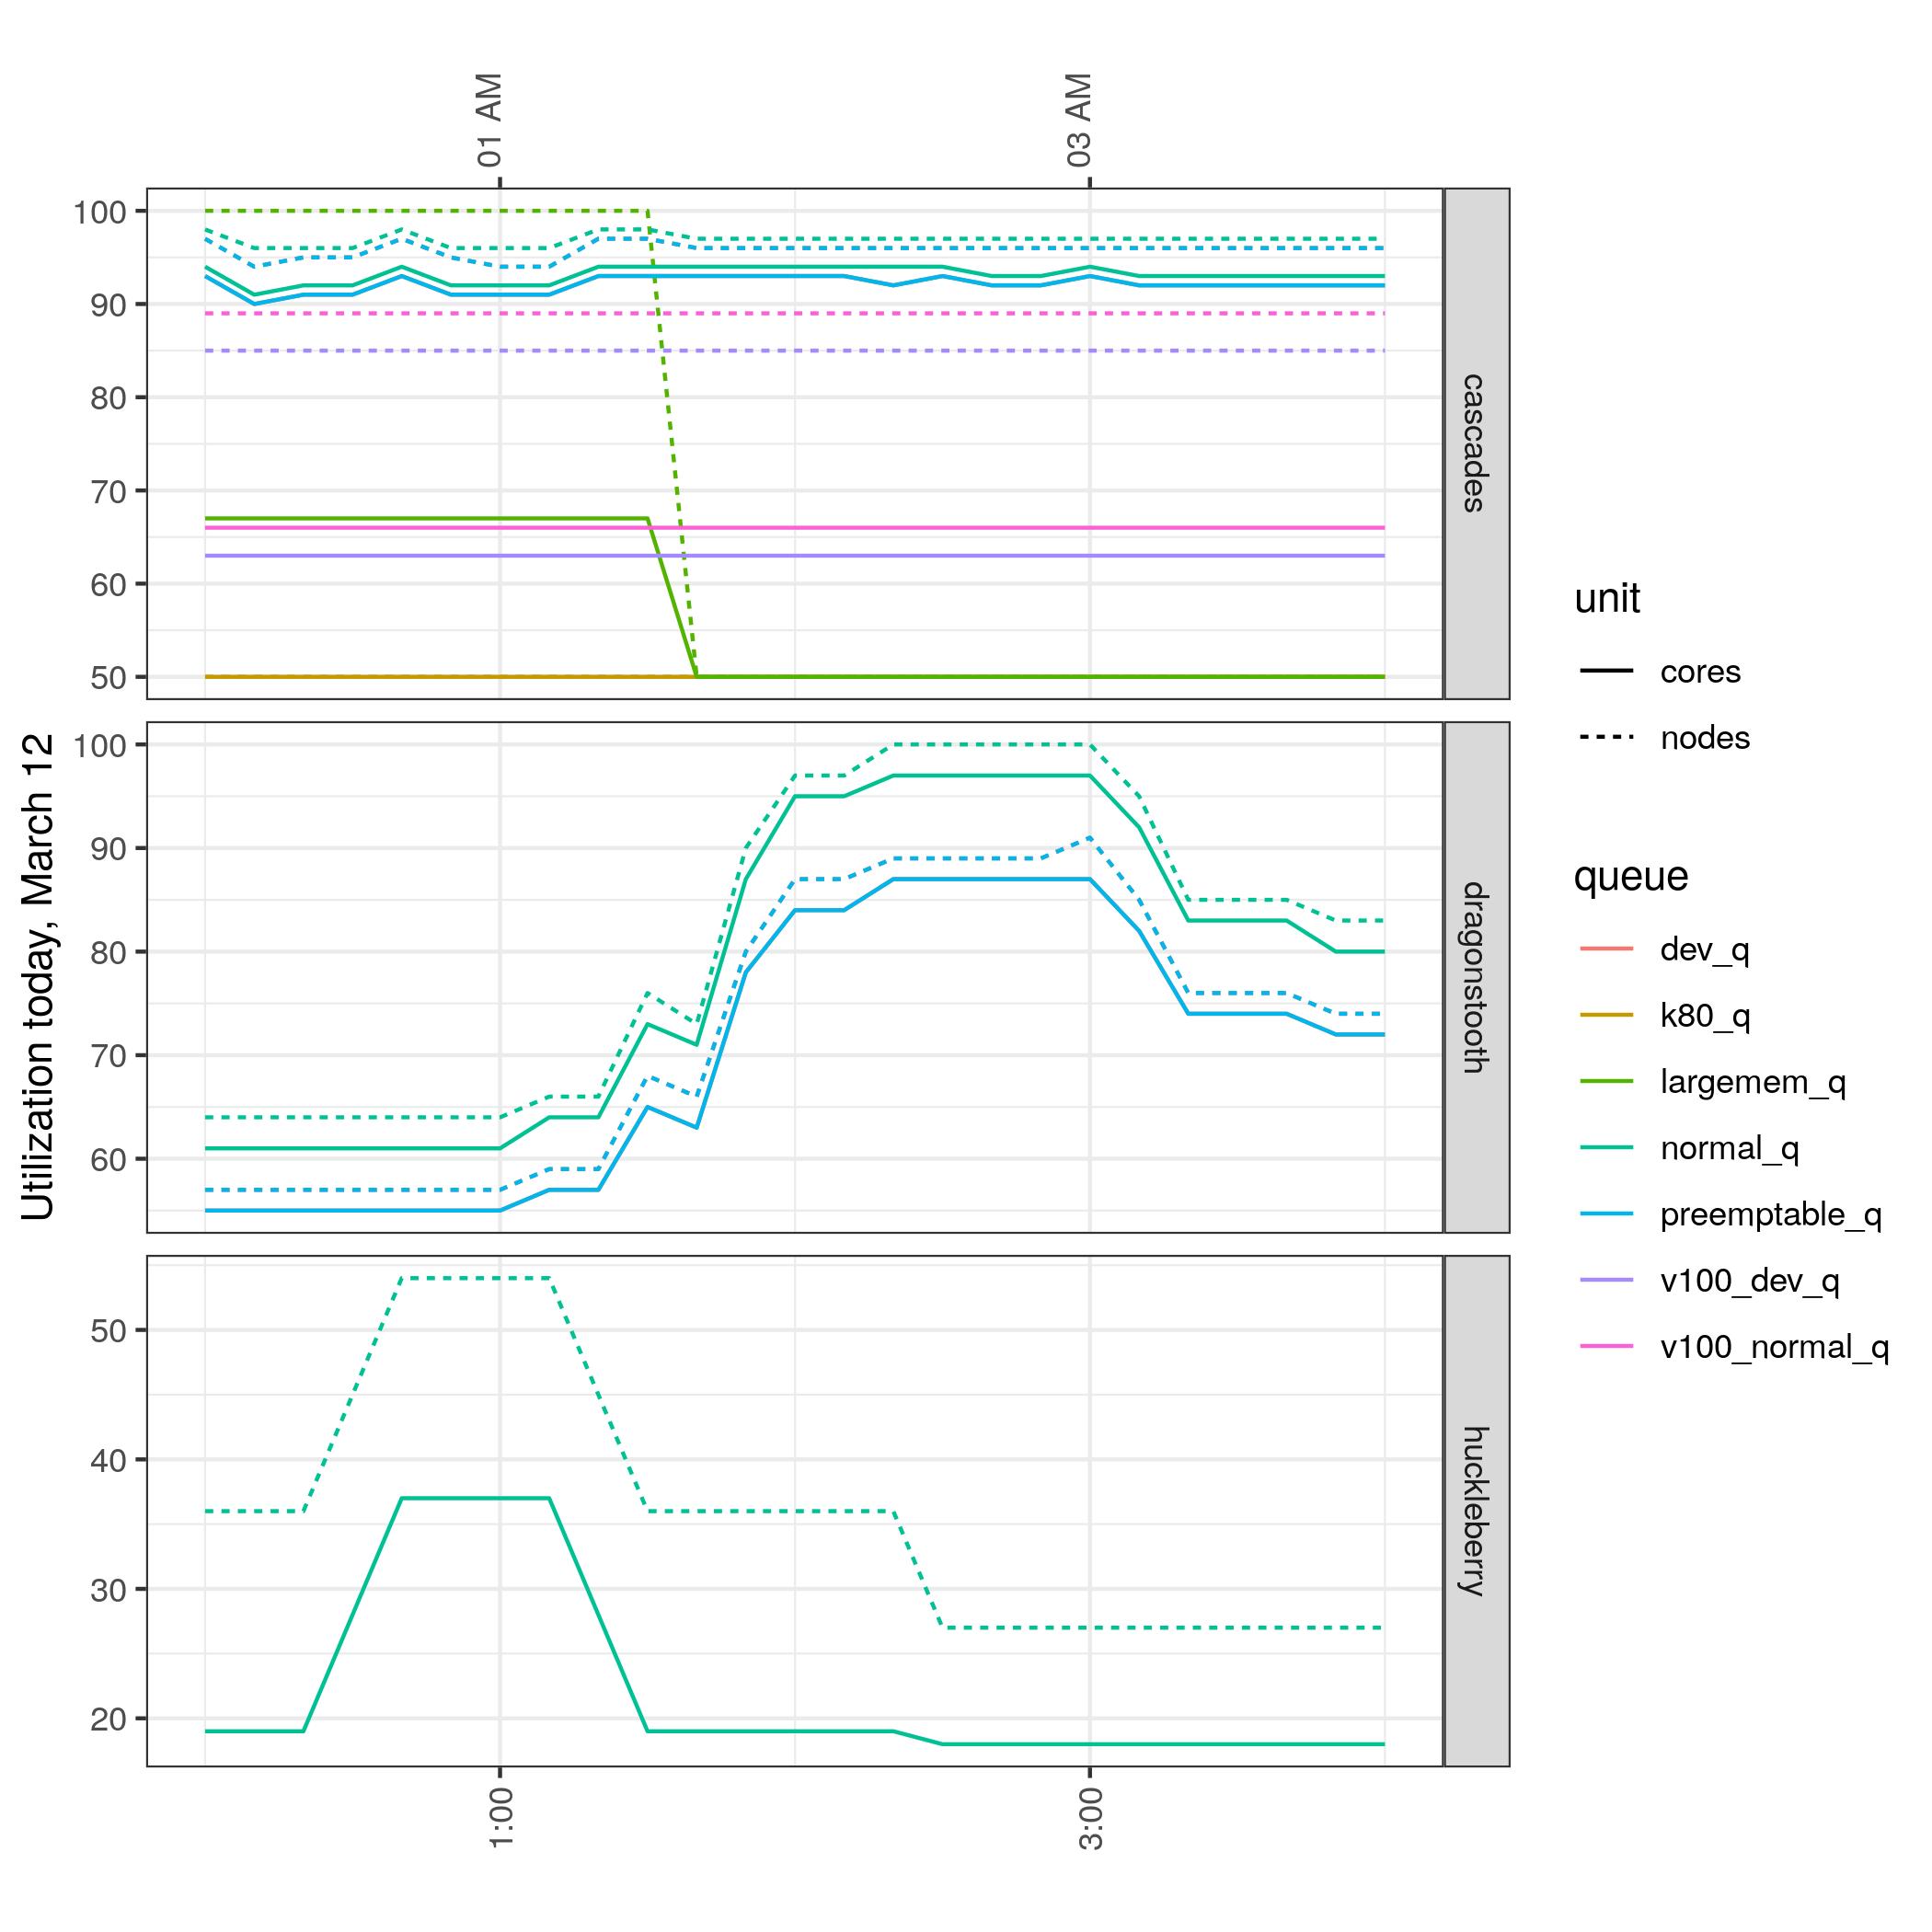 01 AM
03 AM
Utilization today, March 12
100
90
80
70
60
50
cascades
100
90
80
70
60
dragonstooth
50
40
30
20
huckleberry
1:00
3:00
unit
cores
nodes
queue
dev_q
k80_q
largemem_q
normal_q
preemptable_q
v100_dev_q
v100_normal_q